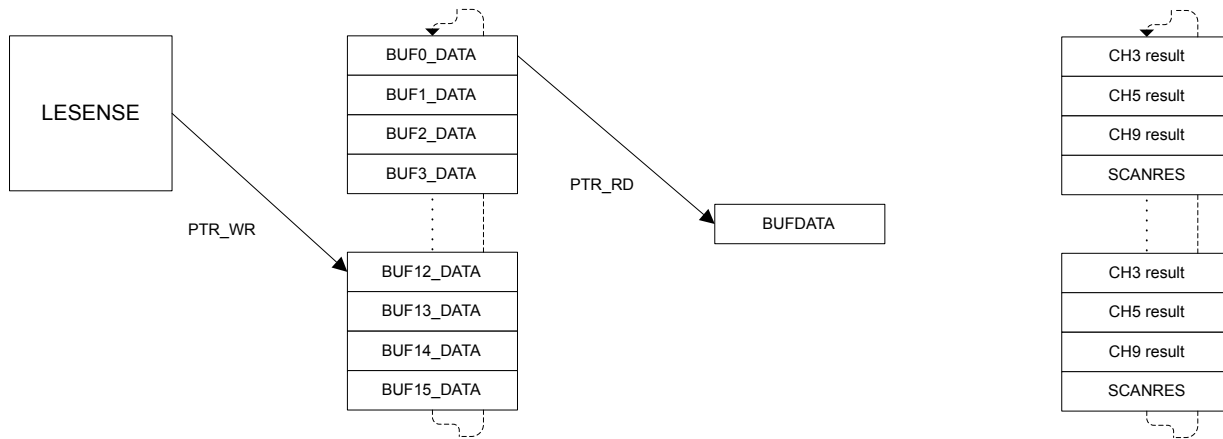 LESENSE
PTR_WR
BUF0_DATA
BUF1_DATA
BUF2_DATA
BUF3_DATA
BUF12_DATA
BUF13_DATA
BUF14_DATA
BUF15_DATA
PTR_RD
BUFDATA
CH3 result
CH5 result
CH9 result
SCANRES
CH3 result
CH5 result
CH9 result
SCANRES